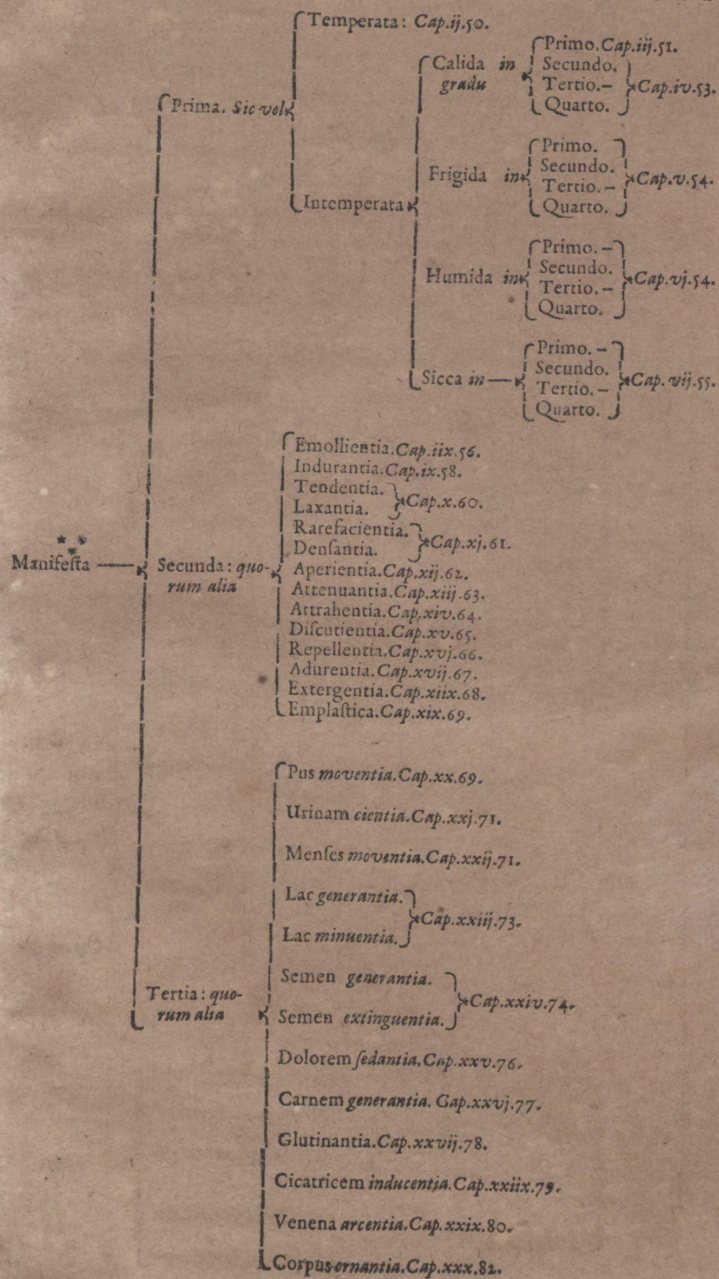 Temperata: Cap.ij.50.
Primo. Cap.iij.51.
Calida in Secundo.
gradu Tertio.– Cap.iv.53.
Quarto.
Prima. Sic vel
Primo.
Secundo.
Frigida in Tertio.– Cap.v.54.
Quarto.
Intemperata
Primo.–
Humida in Secundo.
Tertio.– Cap.vj.54.
Quarto.
Primo.–
Secundo.
Sicca in Tertio.– Cap.vij.55.
Quarto.
Emollientia. Cap.iix.56.
Indurantia. Cap.ix.58.
Tendentia.
Laxantia. Cap.x.60.
Rarefacientia.
Denſantia. Cap.xj.61.
* * *
Manifeſta
Secunda: quo-
rum alia
Aperientia. Cap.xij.62.
Attenuantia. Cap.xiij.63.
Attrahentia. Cap.xiv.64.
Diſcutientia. Cap.xv.65.
Repellentia. Cap.xvj.66.
Adurentia. Cap.xvij.67.
Extergentia. Cap.xiix.68.
Emplaſtica. Cap.xix.69.
Pus moventia. Cap.xx.69.
Urinam cientia. Cap.xxj.71.
Menſes moventia. Cap.xxij.71.
Lac generantia.
Cap.xxiij.73.
Lac minuentia.
Tertia: quo-
rum alia
Semen generantia.
Cap.xxiv.74.
Semen extinguentia.
Dolorem ſedantia. Cap.xxv.76.
Carnem generantia. Gap.xxvj.77.
Glutinantia. Cap.xxvij.78.
Cicatricem inducentia. Cap.xxiix.79.
Venena arcentia. Cap.xxix.80.
Corpus ornantia. Cap.xxx.82.